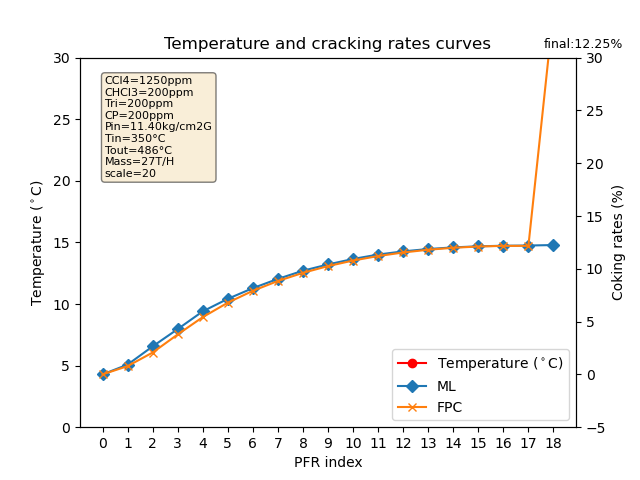 Temperature and cracking rates curves
final:12.25%
CCl4=1250ppm
CHCl3=200ppm
Tri=200ppm
CP=200ppm
Pin=11.40kg/cm2G
Tin=350°C
Tout=486°C
Mass=27T/H
scale=20
Temperature (°C)
30
25
20
15
10
5
0
30
25
20
15
10
5
0
−5
Coking rates (%)
Temperature (°C)
ML
FPC
0 1 2 3 4 5 6 7 8 9 10 11 12 13 14 15 16 17 18
PFR index